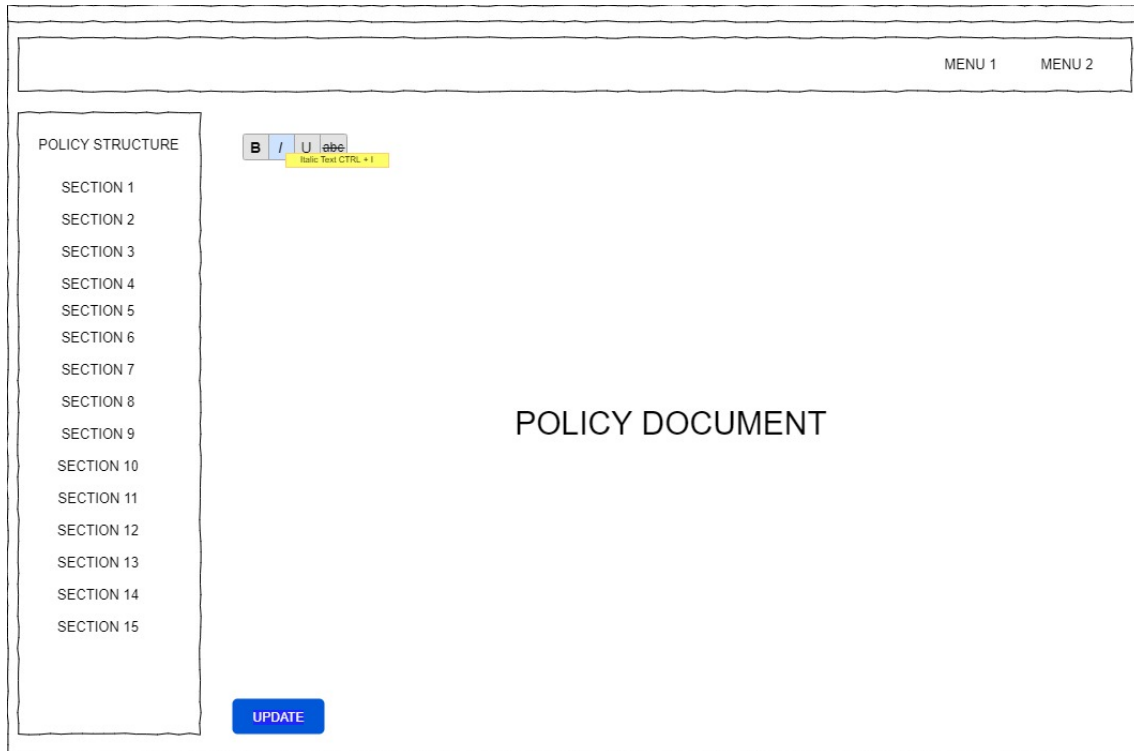 MENU 1 MENU 2
POLICY STRUCTURE
SECTION 1
SECTION 2
SECTION 3
SECTION 4
SECTION 5
SECTION 6
SECTION 7
SECTION 8
SECTION 9
SECTION 10
SECTION 11
SECTION 12
SECTION 13
SECTION 14
SECTION 15
B I U abc
Italic Text CTRL + I
POLICY DOCUMENT
UPDATE